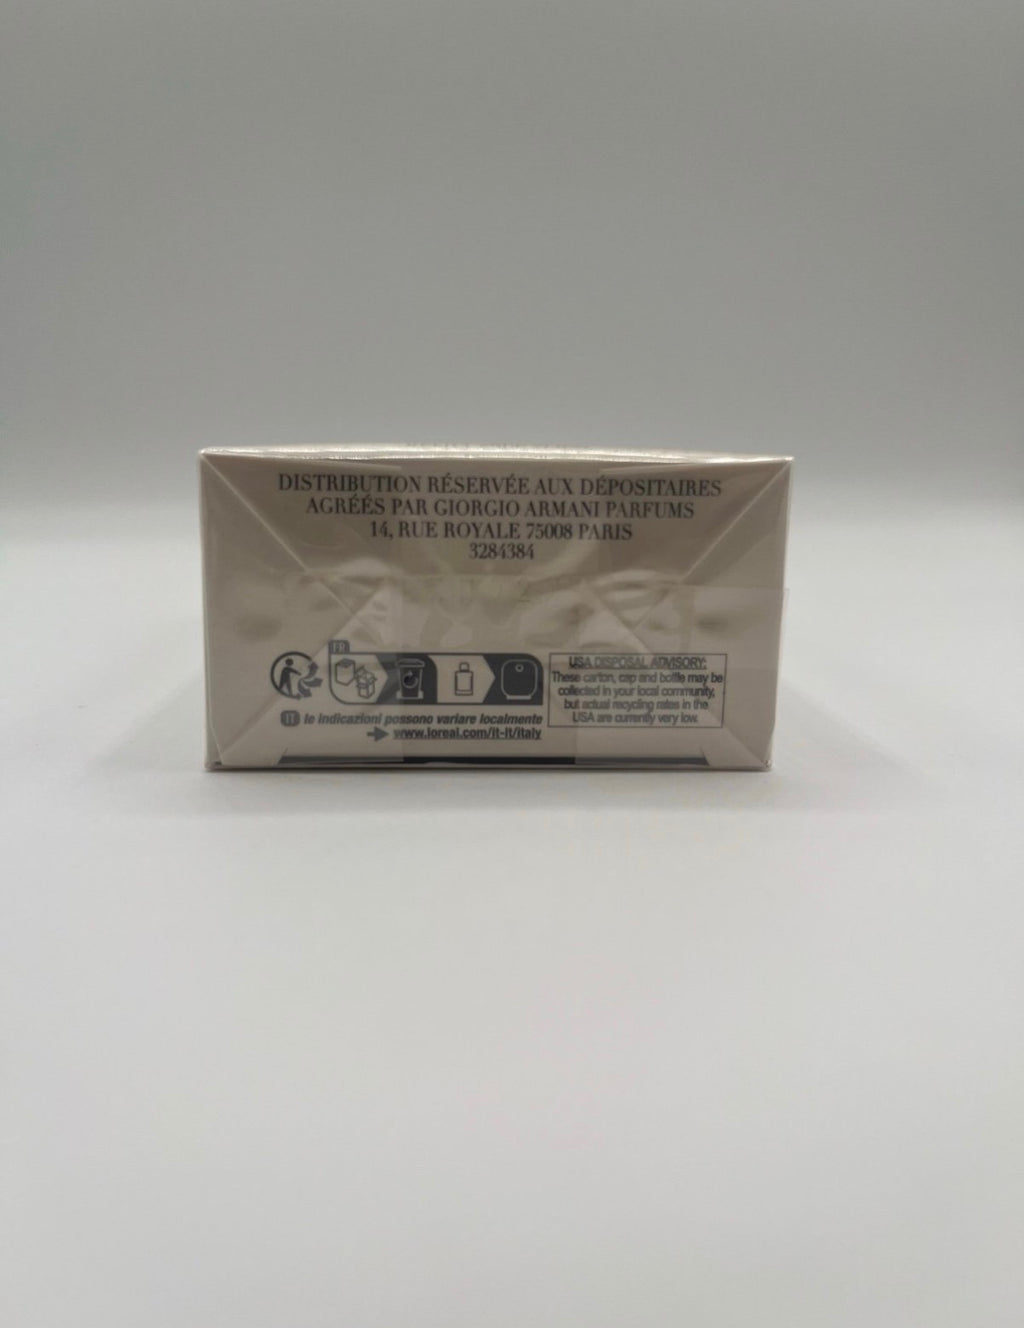 DISTRIBUTION RÉSERVÉE AUX DÉPOSITAIRES
AGRÉÉS PAR GIORGIO ARMANI PARFUMS
14, RUE ROYALE 75008 PARIS
3284384
FR
USA DISPOSAL ADVISORY:
These carton, cap and bottle may be
collected in your local community,
but actual recycling rates in the
USA are currently very low.
IT le indicazioni possono variare localmente
www.loreal.com/it-it/italy